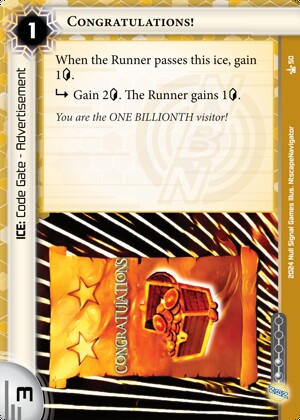 1
CONGRATULATIONS!
When the Runner passes this ice, gain
1.
↳ Gain 2. The Runner gains 1.
You are the ONE BILLIONTH visitor!
ICE: Code Gate - Advertisement
50
2024 Null Signal Games Illus. NtscapeNavigator
CONGRATULATIONS
3